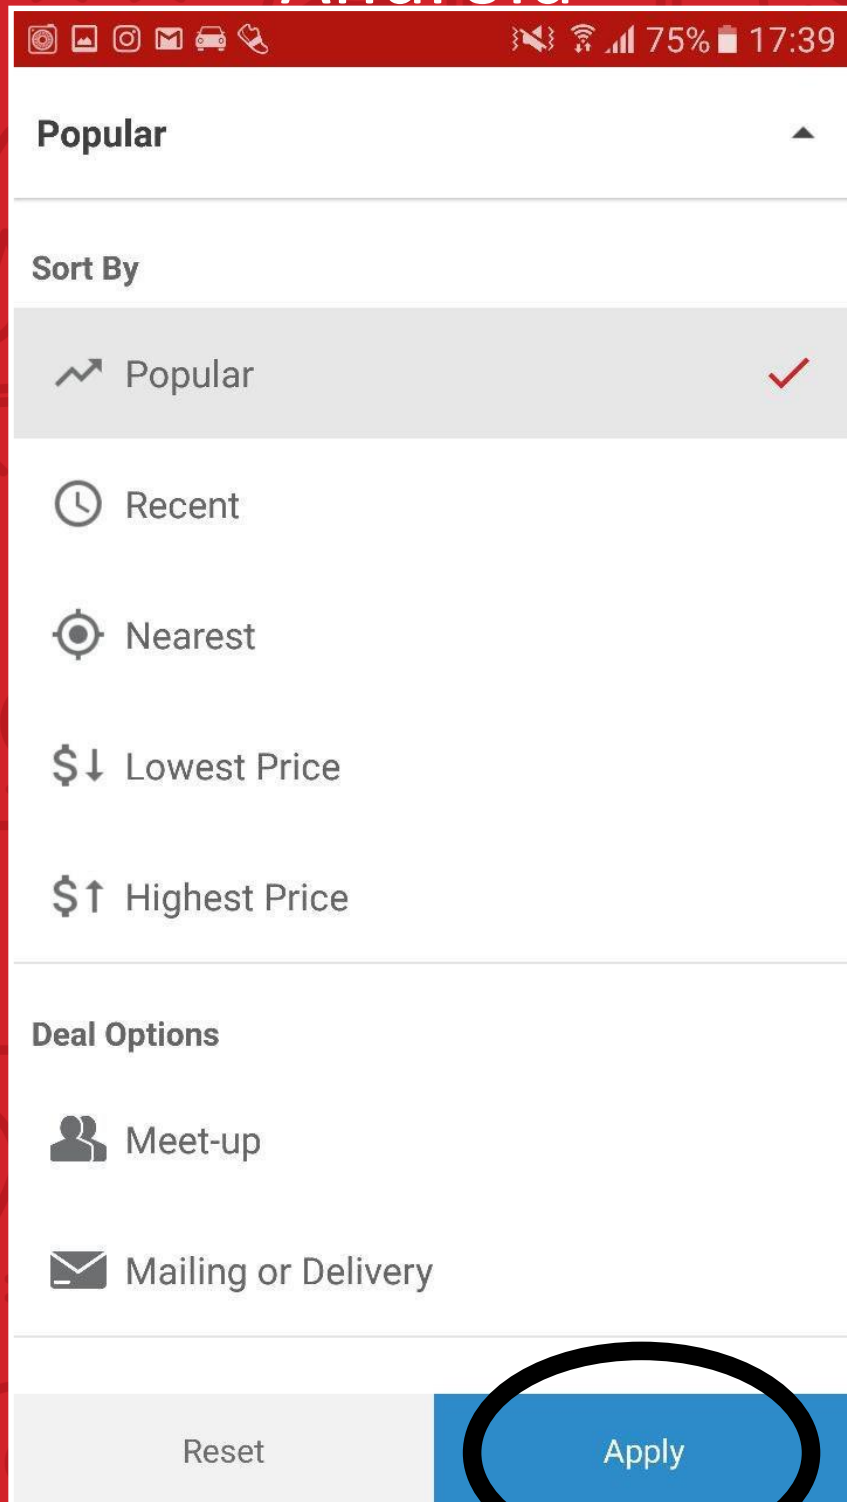 Android
75% 17:39
Popular
Sort By
Popular
Recent
Nearest
$↓ Lowest Price
$↑ Highest Price
Deal Options
Meet-up
Mailing or Delivery
Reset
Apply